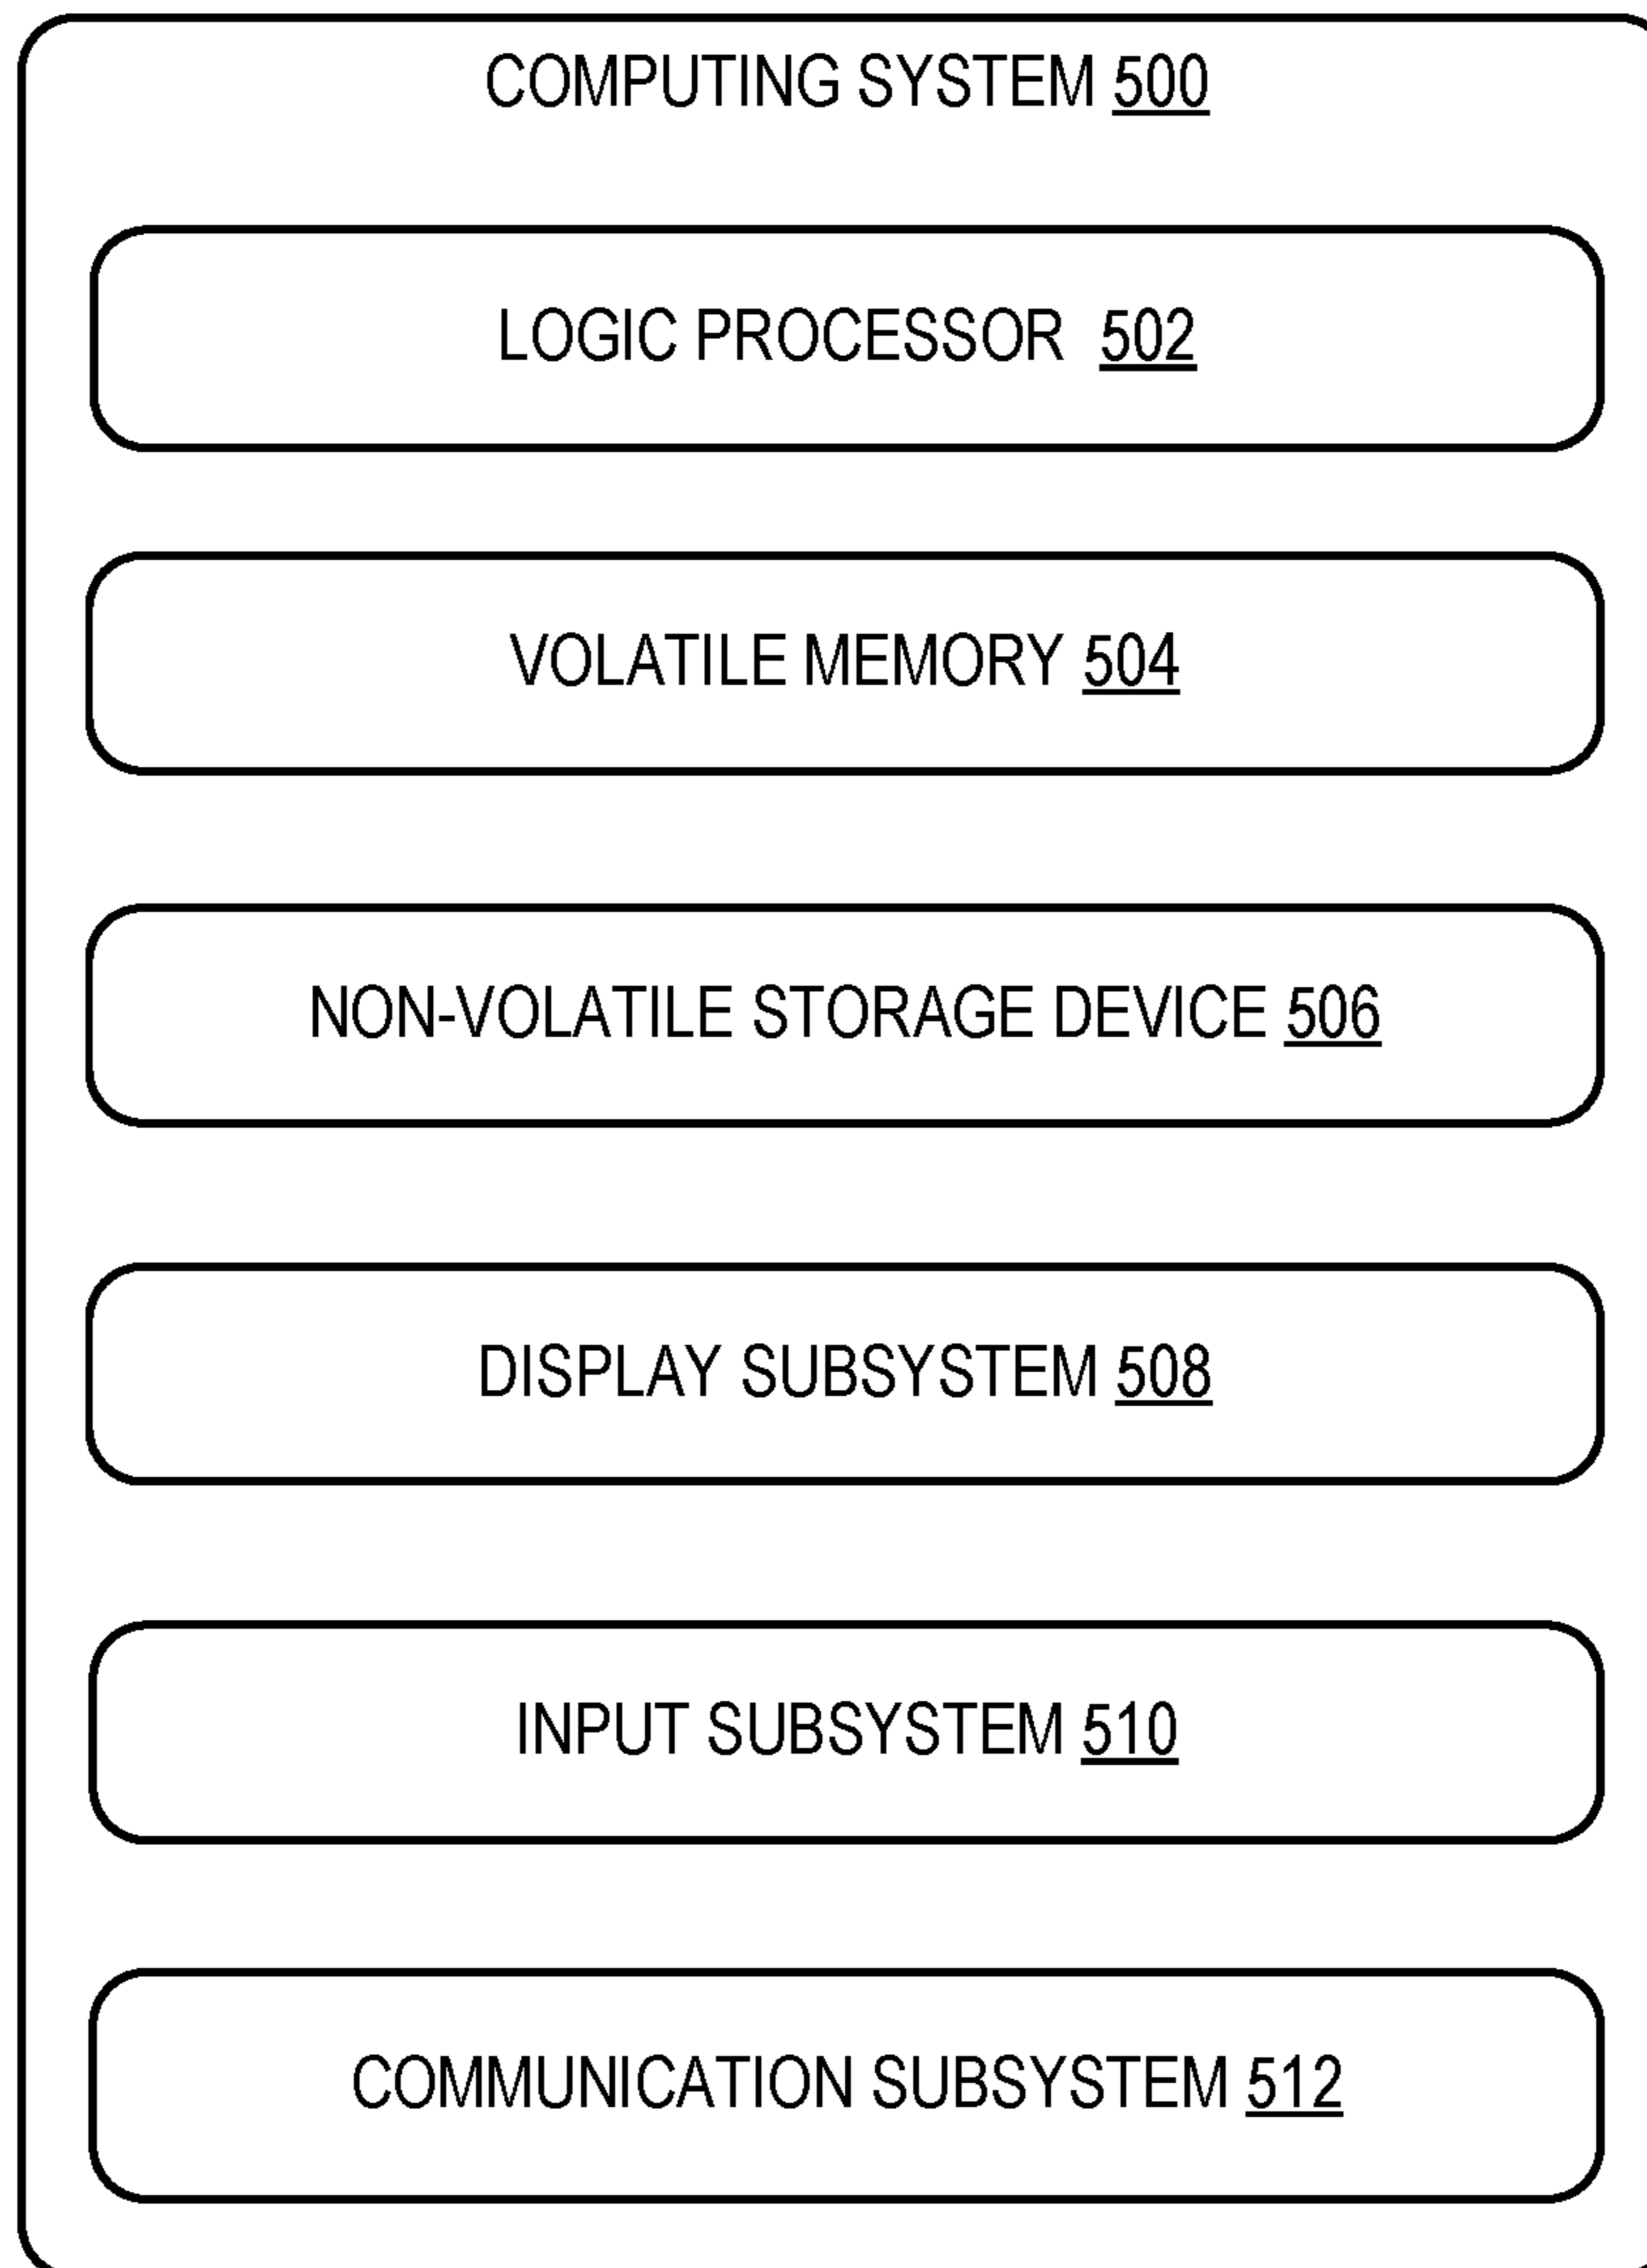 COMPUTING SYSTEM 500
LOGIC PROCESSOR 502
VOLATILE MEMORY 504
NON-VOLATILE STORAGE DEVICE 506
DISPLAY SUBSYSTEM 508
INPUT SUBSYSTEM 510
COMMUNICATION SUBSYSTEM 512